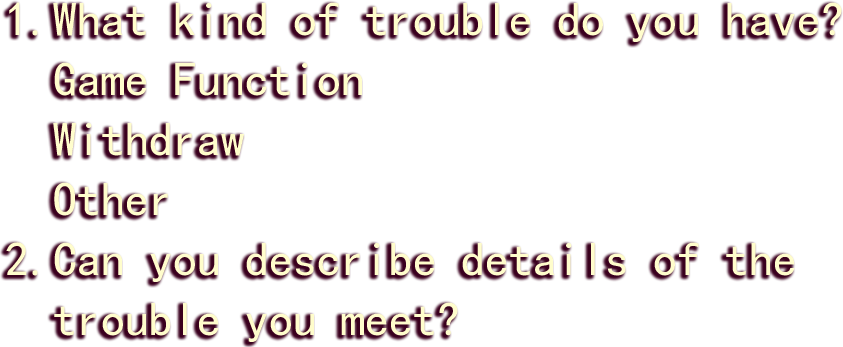 1.What kind of trouble do you have?
Game Function
Withdraw
Other
2.Can you describe details of the
trouble you meet?